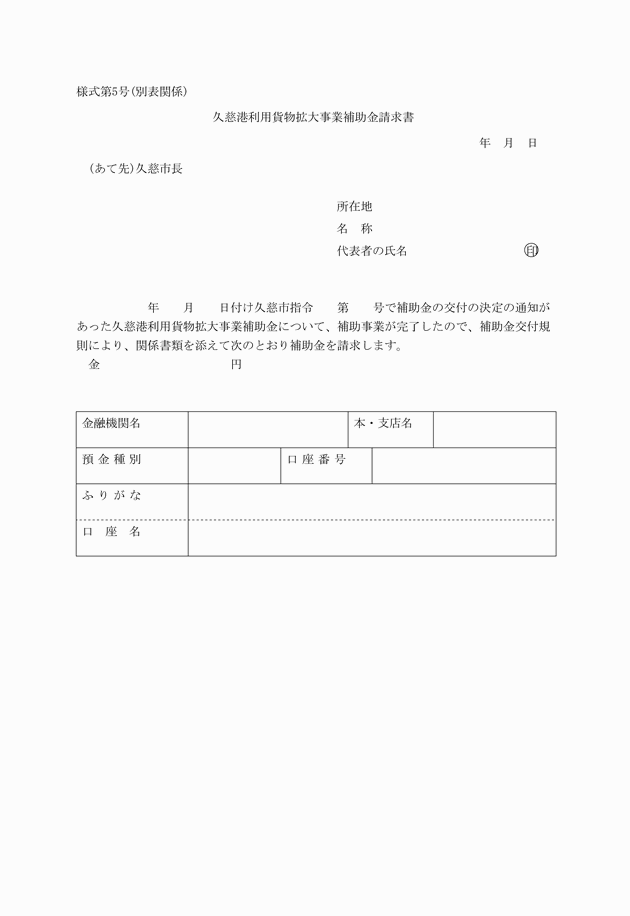 様式第5号(別表関係)
久慈港利用貨物拡大事業補助金請求書
年　月　日
(あて先)久慈市長
所在地
名　称
代表者の氏名　㊞
年　　月　　日付け久慈市指令　　第　　号で補助金の交付の決定の通知が
あった久慈港利用貨物拡大事業補助金について、補助事業が完了したので、補助金交付規
則により、関係書類を添えて次のとおり補助金を請求します。
金　　　　　　　　　　　円
金融機関名　本・支店名
預金種別　口座番号
ふりがな
口　座　名